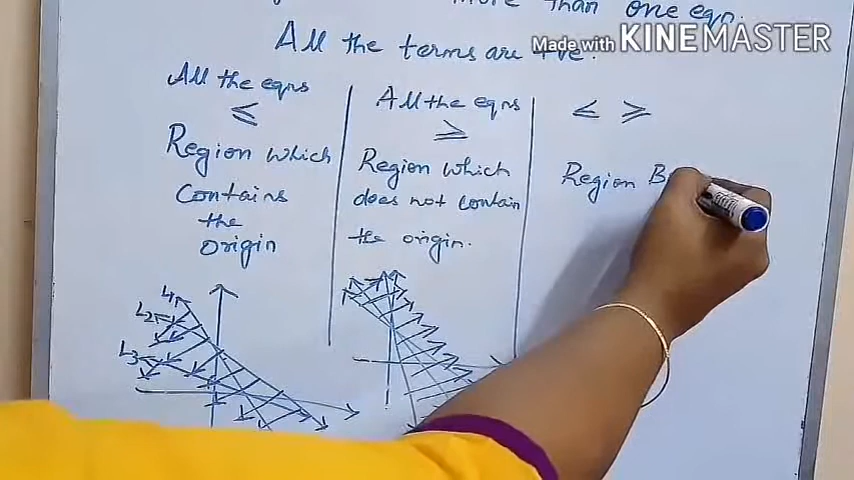 more than one eqn.
All the terms are +ve.
Made with KINEMASTER
All the eqns
≤
Region which
contains
the
origin
All the eqns
≥
Region which
does not contain
the origin.
≤ ≥
Region B
L1
L2
L3